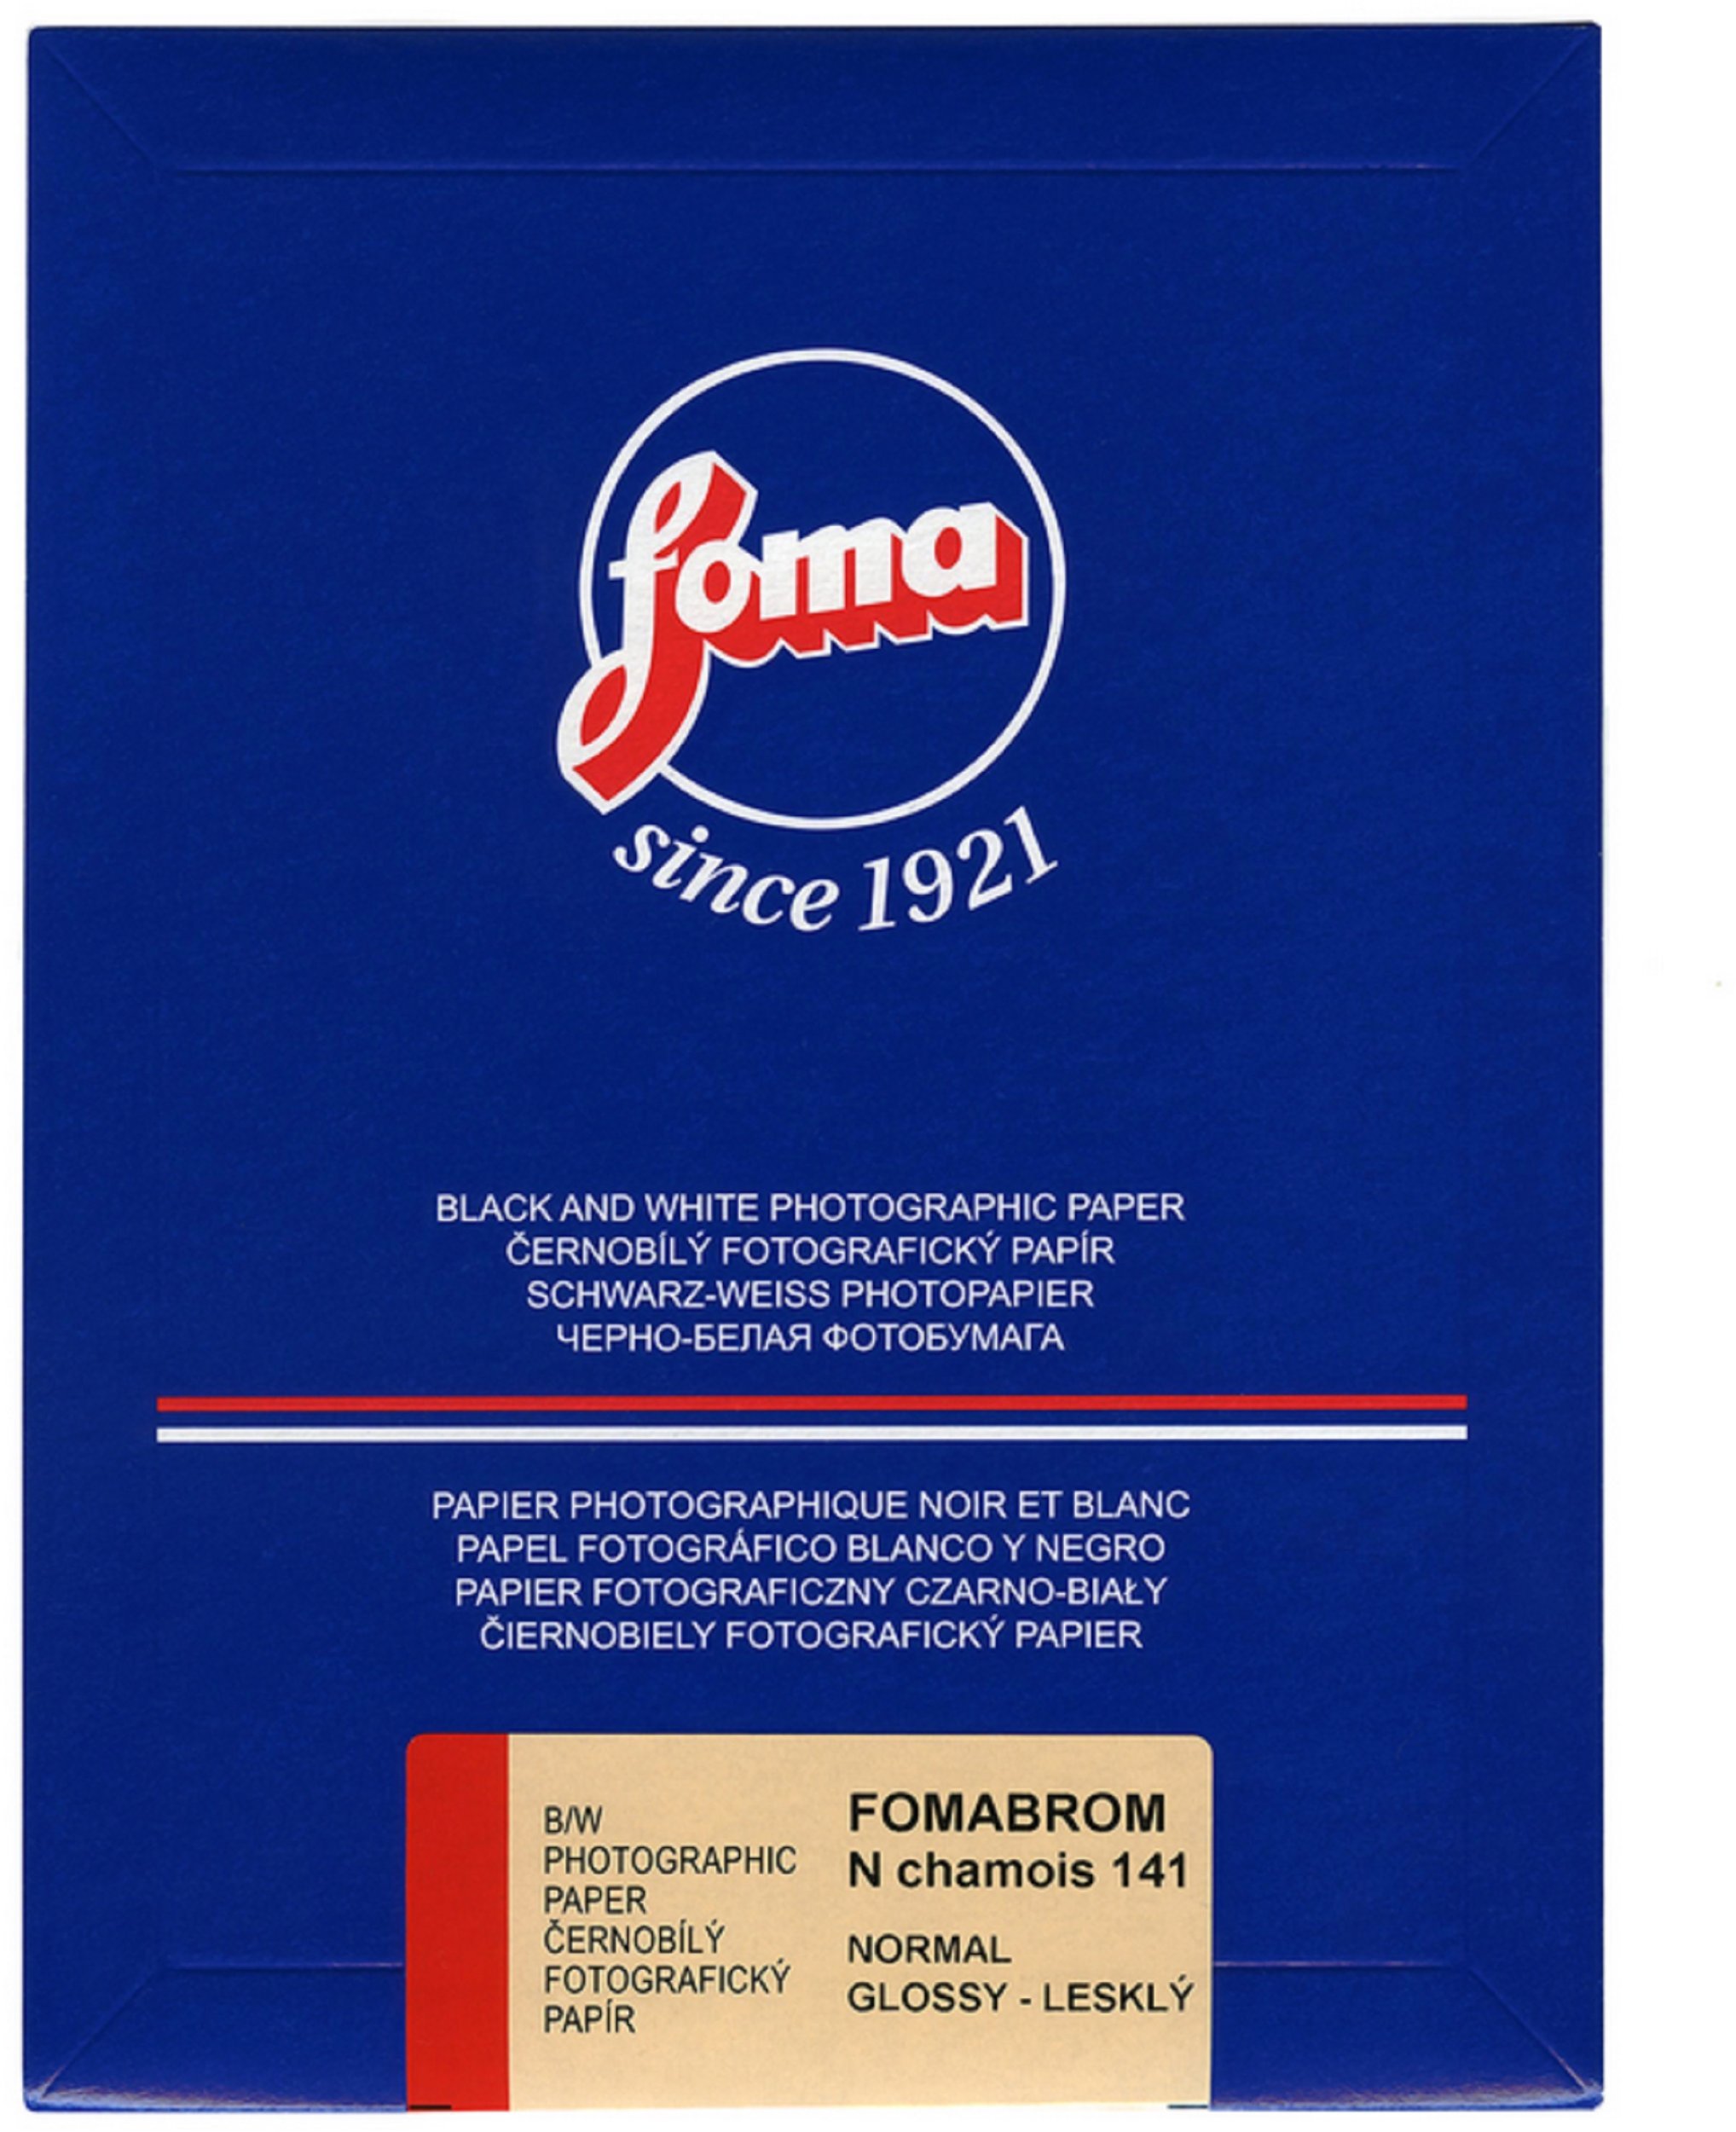 foma
since 1921
BLACK AND WHITE PHOTOGRAPHIC PAPER
ČERNOBÍLÝ FOTOGRAFICKÝ PAPÍR
SCHWARZ-WEISS PHOTOPAPIER
ЧЕРНО-БЕЛАЯ ФОТОБУМАГА
PAPIER PHOTOGRAPHIQUE NOIR ET BLANC
PAPEL FOTOGRÁFICO BLANCO Y NEGRO
PAPIER FOTOGRAFICZNY CZARNO-BIAŁY
ČIERNOBIELY FOTOGRAFICKÝ PAPIER
B/W
PHOTOGRAPHIC
PAPER
ČERNOBÍLÝ
FOTOGRAFICKÝ
PAPÍR
FOMABROM
N chamois 141
NORMAL
GLOSSY - LESKLÝ